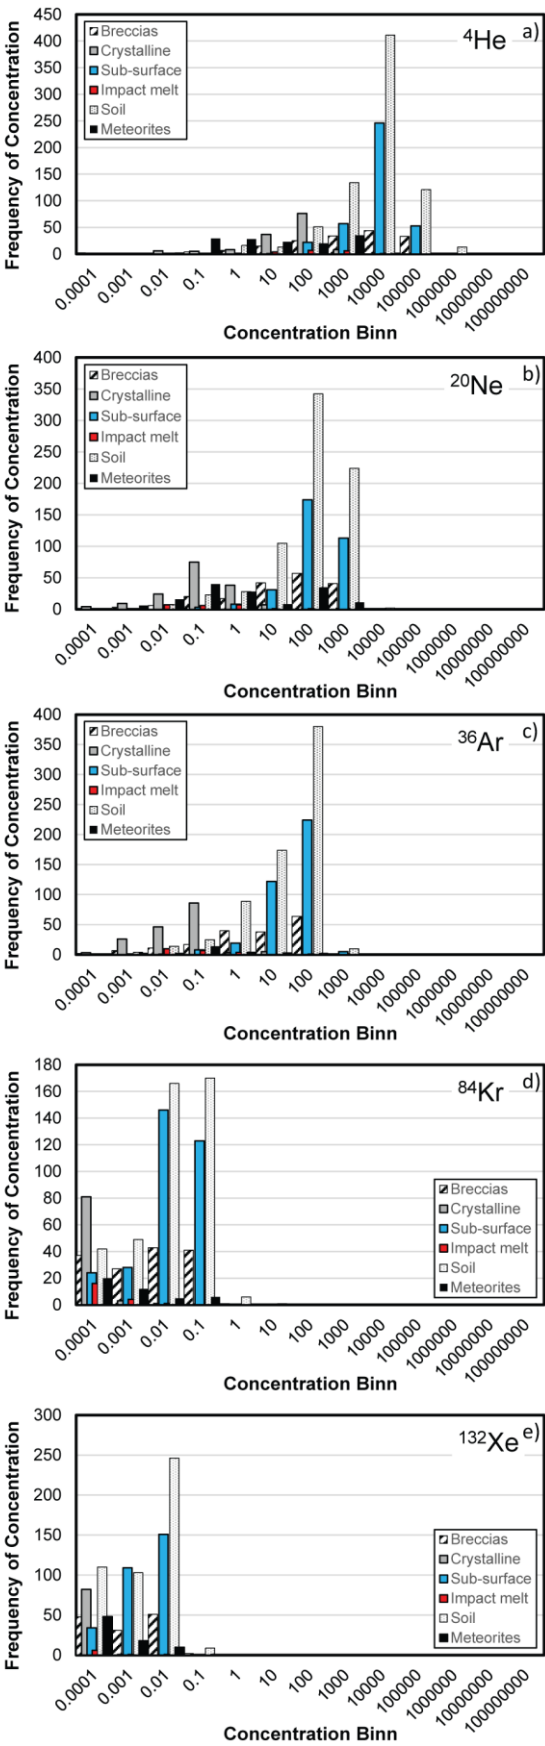 ⁴He a)
450
400
350
300
250
200
150
100
50
0
Frequency of Concentration
Breccias
Crystalline
Sub-surface
Impact melt
Soil
Meteorites
0.0001
0.001
0.01
0.1
1
10
100
1000
10000
100000
1000000
10000000
100000000
Concentration Binn
²⁰Ne b)
400
350
300
250
200
150
100
50
0
Frequency of Concentration
Breccias
Crystalline
Sub-surface
Impact melt
Soil
Meteorites
0.0001
0.001
0.01
0.1
1
10
100
1000
10000
100000
1000000
10000000
100000000
Concentration Binn
³⁶Ar c)
400
350
300
250
200
150
100
50
0
Frequency of Concentration
Breccias
Crystalline
Sub-surface
Impact melt
Soil
Meteorites
0.0001
0.001
0.01
0.1
1
10
100
1000
10000
100000
1000000
10000000
100000000
Concentration Binn
⁸⁴Kr d)
180
160
140
120
100
80
60
40
20
0
Frequency of Concentration
Breccias
Crystalline
Sub-surface
Impact melt
Soil
Meteorites
0.0001
0.001
0.01
0.1
1
10
100
1000
10000
100000
1000000
10000000
100000000
Concentration Binn
¹³²Xe e)
300
250
200
150
100
50
0
Frequency of Concentration
Breccias
Crystalline
Sub-surface
Impact melt
Soil
Meteorites
0.0001
0.001
0.01
0.1
1
10
100
1000
10000
100000
1000000
10000000
100000000
Concentration Binn